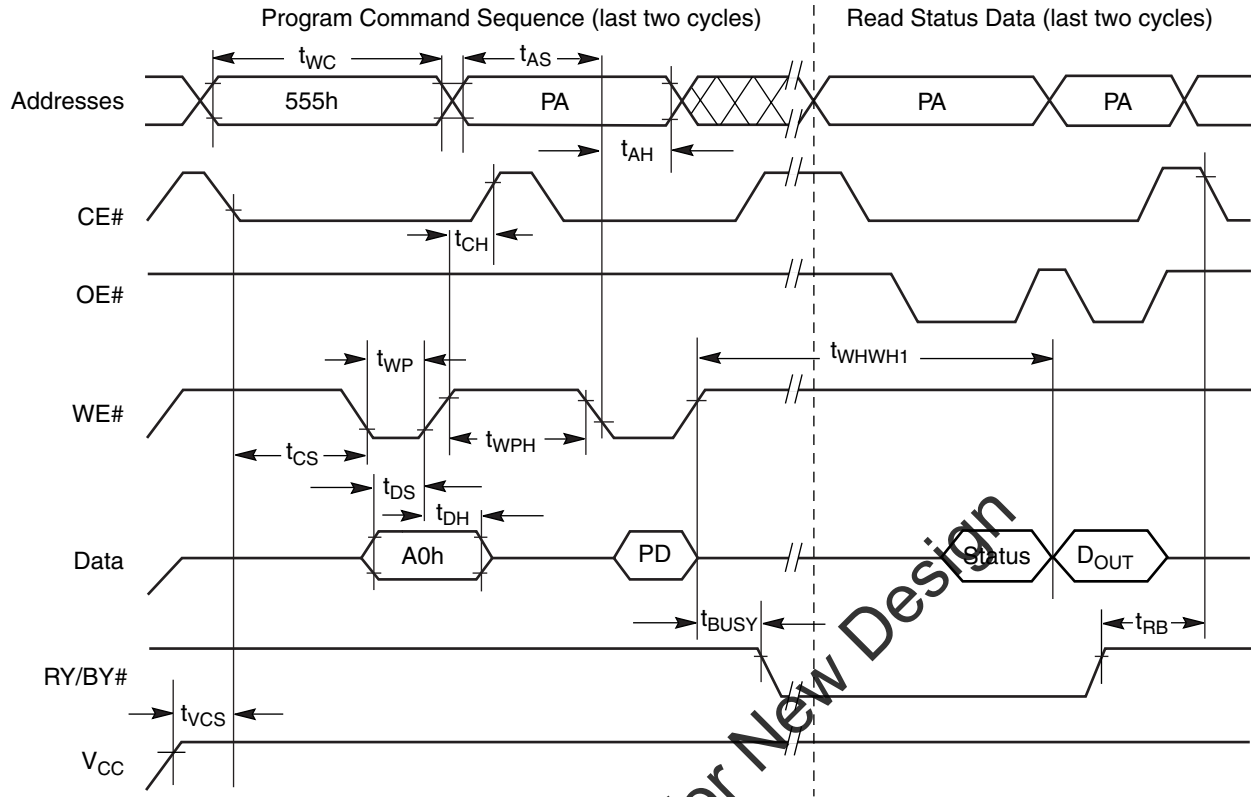 Program Command Sequence (last two cycles)
Read Status Data (last two cycles)
tWC
tAS
Addresses
555h
PA
PA
PA
tAH
CE#
tCH
OE#
tWP
tWHWH1
WE#
tCS
tWPH
tDS
tDH
Data
A0h
PD
Status
DOUT
tBUSY
tRB
RY/BY#
tVCS
VCC
for New Design